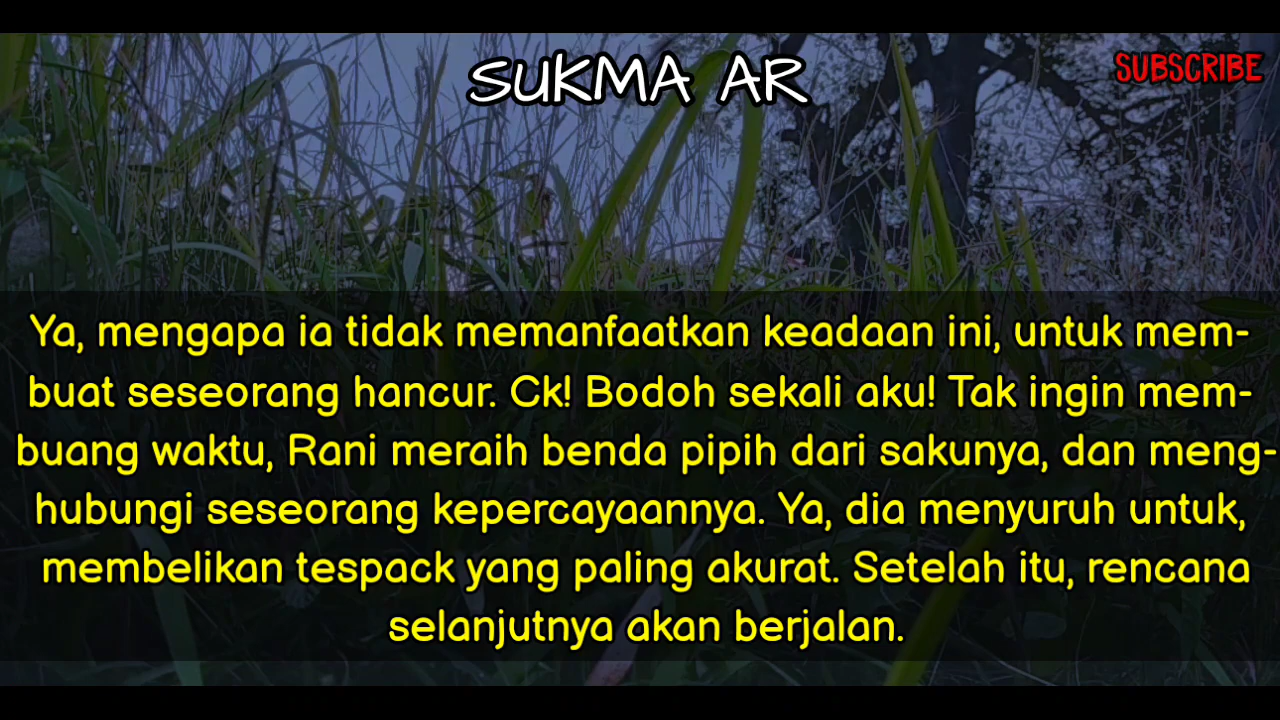 SUKMA AR
SUBSCRIBE
Ya, mengapa ia tidak memanfaatkan keadaan ini, untuk mem-
buat seseorang hancur. Ck! Bodoh sekali aku! Tak ingin mem-
buang waktu, Rani meraih benda pipih dari sakunya, dan meng-
hubungi seseorang kepercayaannya. Ya, dia menyuruh untuk,
membelikan tespack yang paling akurat. Setelah itu, rencana
selanjutnya akan berjalan.